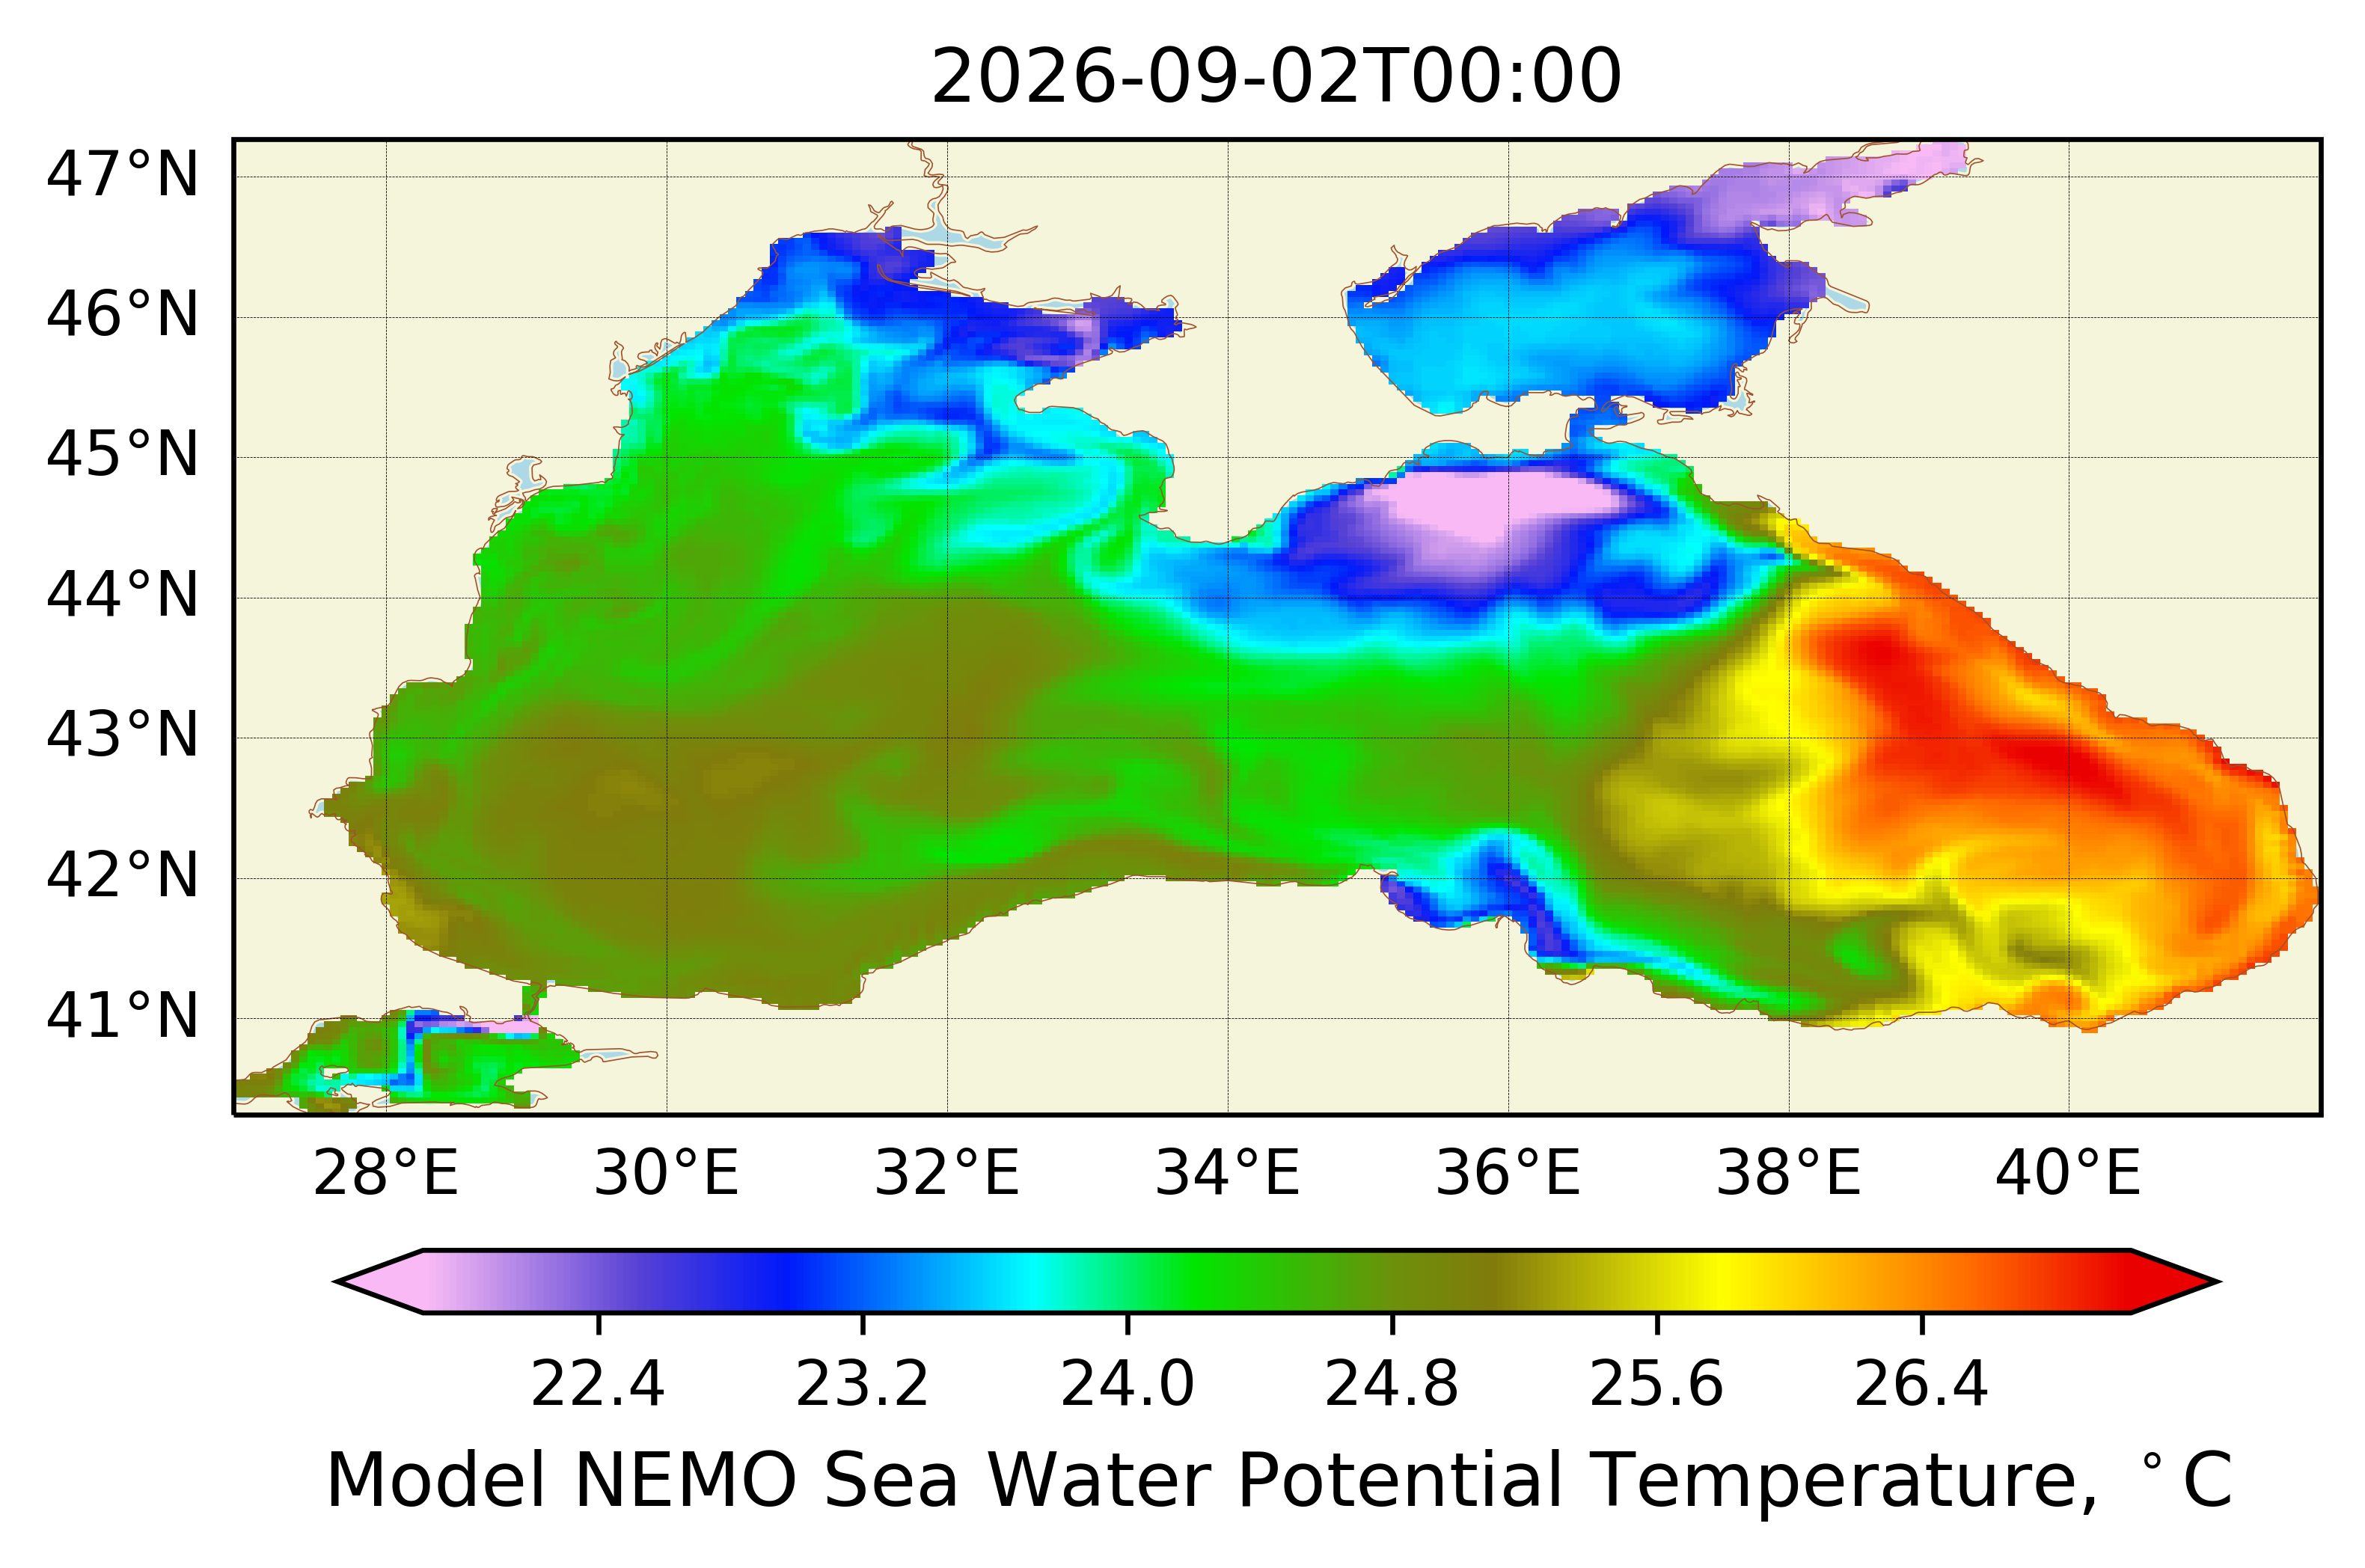 2026-09-02T00:00
47°N
46°N
45°N
44°N
43°N
42°N
41°N
28°E 30°E 32°E 34°E 36°E 38°E 40°E
22.4 23.2 24.0 24.8 25.6 26.4
Model NEMO Sea Water Potential Temperature, °C